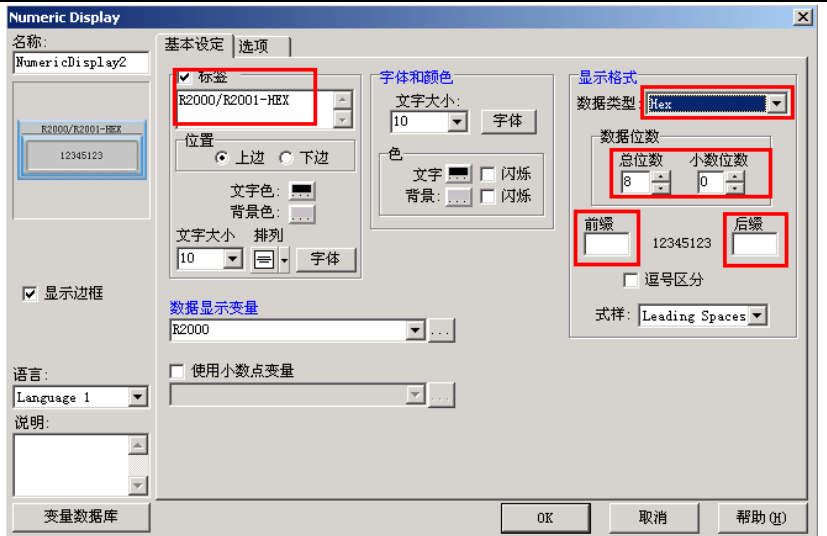 Numeric Display
名称:
NumericDisplay2
R2000/R2001-HEX
12345123
显示边框
语言:
Language 1
说明:
变量数据库
基本设定
选项
标签
R2000/R2001-HEX
位置
上边
下边
文字色:
背景色:
...
文字大小
排列
10
字体
字体和颜色
文字大小:
10
字体
色
文字
闪烁
背景:
...
闪烁
数据显示变量
R2000
...
使用小数点变量
...
显示格式
数据类型:
Hex
数据位数
总位数
小数位数
8
0
前缀
12345123
后缀
逗号区分
式样:
Leading Spaces
OK
取消
帮助(H)